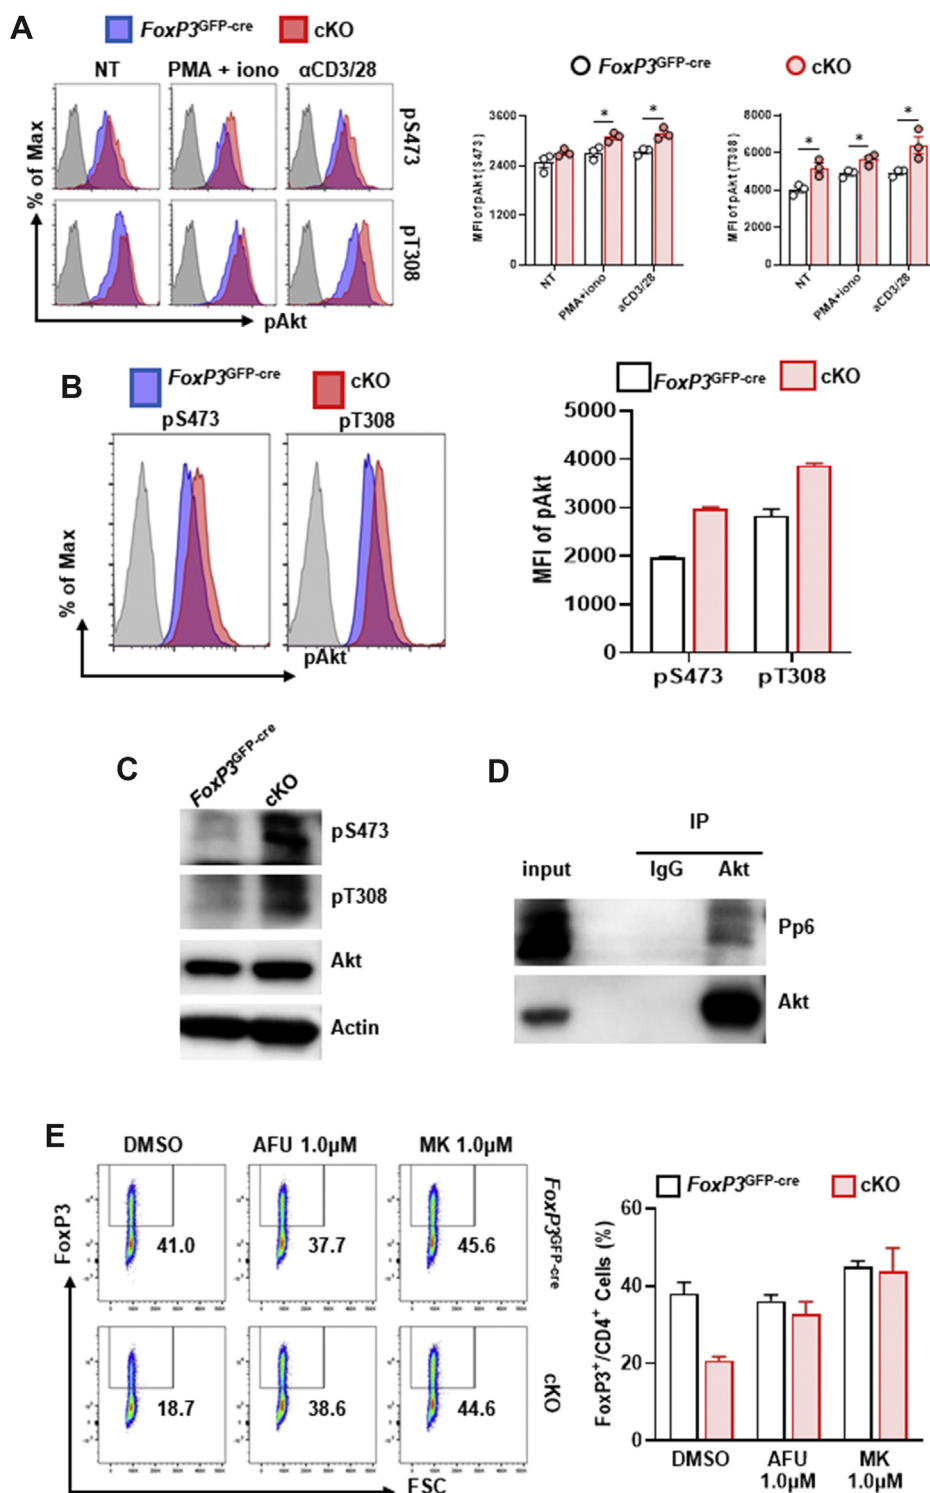 A
FoxP3GFP-cre cKO
NT PMA + iono αCD3/28
pS473
pT308
% of Max
pAkt
FoxP3GFP-cre cKO
MFI of pAkt (S473)
3600
2400
1200
0
NT PMA+iono aCD3/28
* *
MFI of pAkt (T308)
8000
6000
4000
2000
0
NT PMA+iono aCD3/28
* * *
B
FoxP3GFP-cre cKO
pS473 pT308
% of Max
pAkt
FoxP3GFP-cre cKO
MFI of pAkt
5000
4000
3000
2000
1000
0
pS473 pT308
C
FoxP3GFP-cre cKO
pS473
pT308
Akt
Actin
D
IP
input IgG Akt
Pp6
Akt
E
DMSO AFU 1.0µM MK 1.0µM
FoxP3
41.0 37.7 45.6
FoxP3GFP-cre
18.7 38.6 44.6
cKO
FSC
FoxP3GFP-cre cKO
FoxP3+/CD4+ Cells (%)
60
40
20
0
DMSO AFU MK
1.0µM 1.0µM